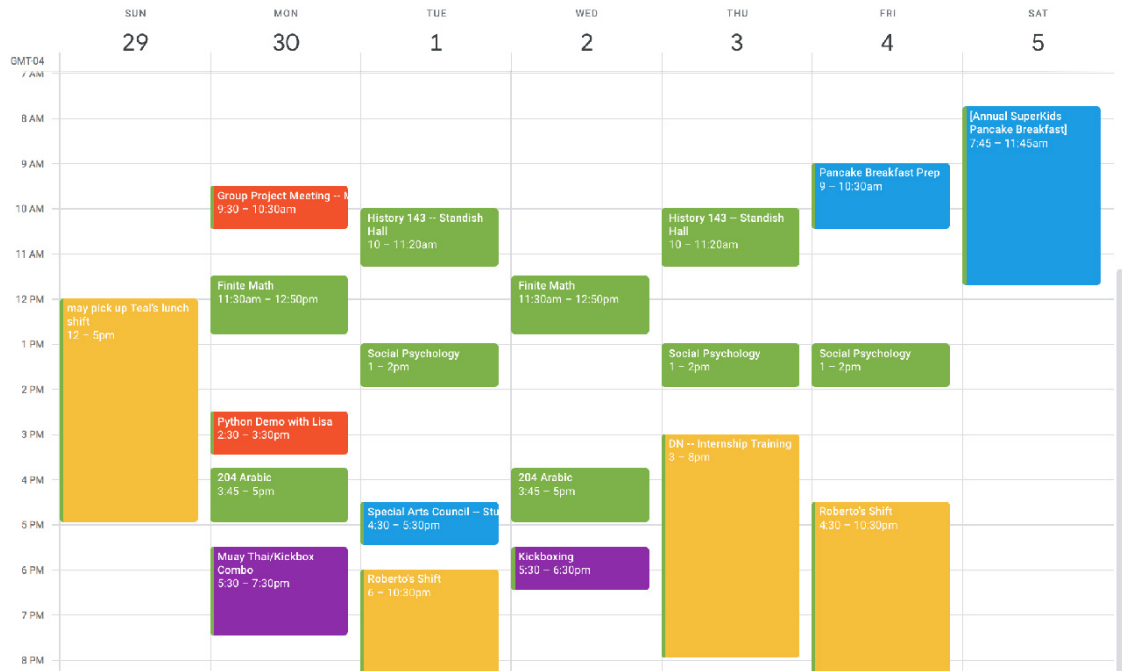 SUN
MON
TUE
WED
THU
FRI
SAT
29
30
1
2
3
4
5
GMT-04
7 AM
8 AM
9 AM
10 AM
11 AM
12 PM
1 PM
2 PM
3 PM
4 PM
5 PM
6 PM
7 PM
8 PM
may pick up Teal's lunch
shift
12 – 5pm
Group Project Meeting -- M
9:30 – 10:30am
Finite Math
11:30am – 12:50pm
Python Demo with Lisa
2:30 – 3:30pm
204 Arabic
3:45 – 5pm
Muay Thai/Kickbox
Combo
5:30 – 7:30pm
History 143 -- Standish
Hall
10 – 11:20am
Social Psychology
1 – 2pm
Special Arts Council -- Stu
4:30 – 5:30pm
Roberto's Shift
6 – 10:30pm
Finite Math
11:30am – 12:50pm
204 Arabic
3:45 – 5pm
Kickboxing
5:30 – 6:30pm
History 143 -- Standish
Hall
10 – 11:20am
Social Psychology
1 – 2pm
DN -- Internship Training
3 – 8pm
Pancake Breakfast Prep
9 – 10:30am
Social Psychology
1 – 2pm
Roberto's Shift
4:30 – 10:30pm
[Annual SuperKids
Pancake Breakfast]
7:45 – 11:45am